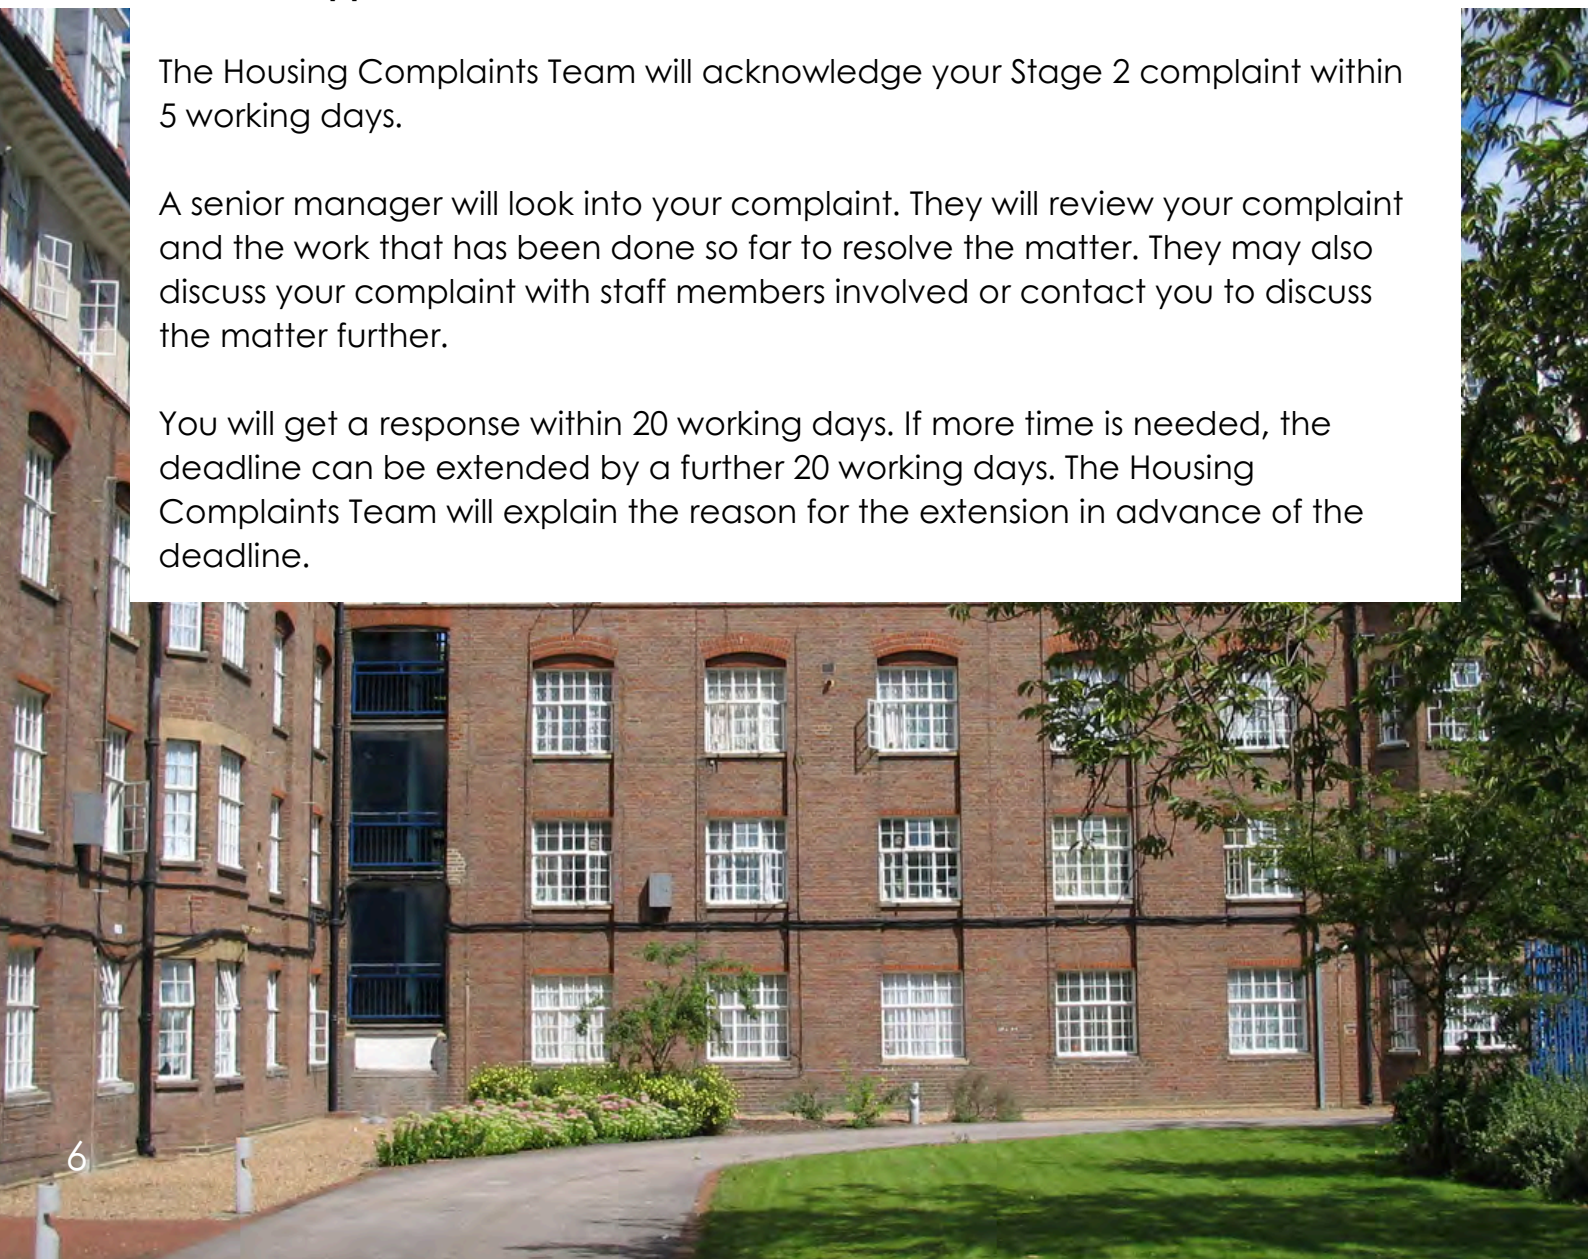 The Housing Complaints Team will acknowledge your Stage 2 complaint within
5 working days.
A senior manager will look into your complaint. They will review your complaint
and the work that has been done so far to resolve the matter. They may also
discuss your complaint with staff members involved or contact you to discuss
the matter further.
You will get a response within 20 working days. If more time is needed, the
deadline can be extended by a further 20 working days. The Housing
Complaints Team will explain the reason for the extension in advance of the
deadline.
6